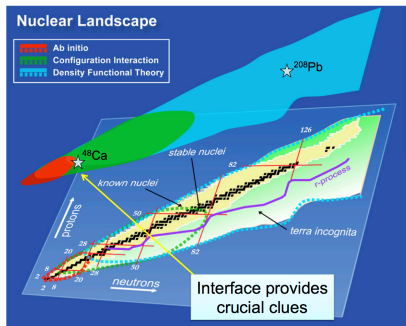 Nuclear Landscape
Ab initio
Configuration Interaction
Density Functional Theory
208Pb
48Ca
126
stable nuclei
82
known nuclei
r-process
protons
50
terra incognita
82
28
20
50
8
28
2
20
2
8
neutrons
Interface provides
crucial clues